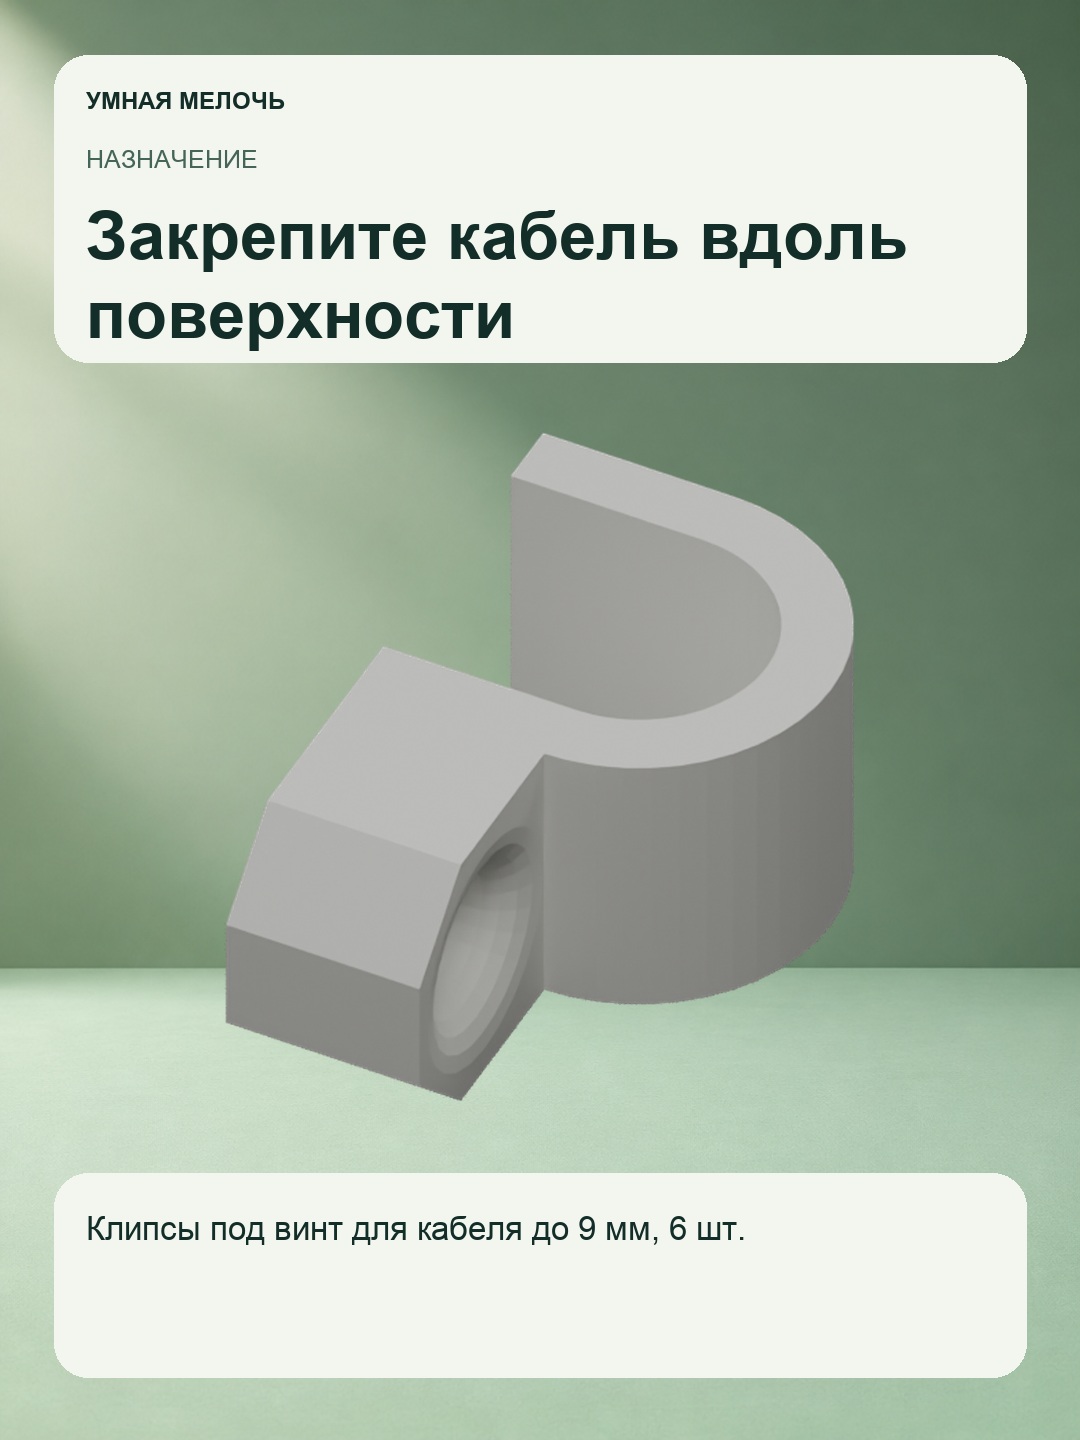 УМНАЯ МЕЛОЧЬ
НАЗНАЧЕНИЕ
Закрепите кабель вдоль
поверхности
Клипсы под винт для кабеля до 9 мм, 6 шт.